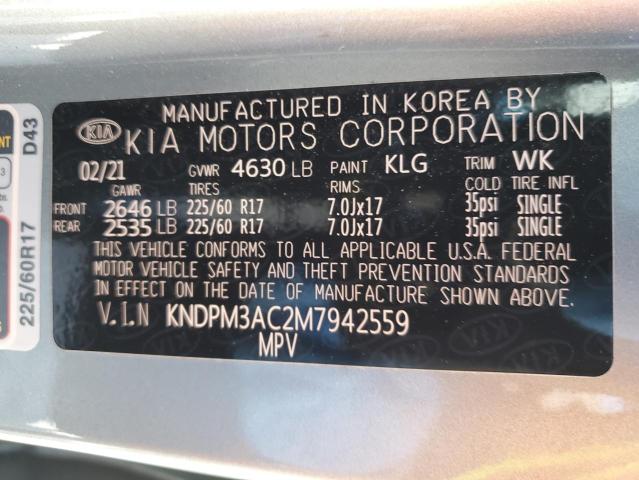 MANUFACTURED IN KOREA BY
KIA KIA MOTORS CORPORATION
02/21 GVWR 4630 LB PAINT KLG TRIM WK
GAWR TIRES RIMS COLD TIRE INFL
FRONT 2646 LB 225/60 R17 7.0Jx17 35psi SINGLE
REAR 2535 LB 225/60 R17 7.0Jx17 35psi SINGLE
THIS VEHICLE CONFORMS TO ALL APPLICABLE U.S.A. FEDERAL
MOTOR VEHICLE SAFETY AND THEFT PREVENTION STANDARDS
IN EFFECT ON THE DATE OF MANUFACTURE SHOWN ABOVE.
V.I.N KNDPM3AC2M7942559
MPV
D43
225/60R17